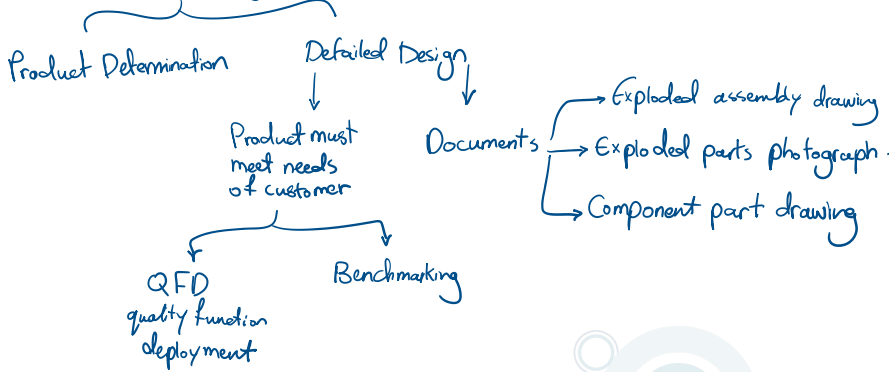 Product Determination
Detailed Design
Product must
meet needs
of customer
Documents
Exploded assembly drawing
Exploded parts photograph.
Component part drawing
QFD
quality function
deployment
Benchmarking